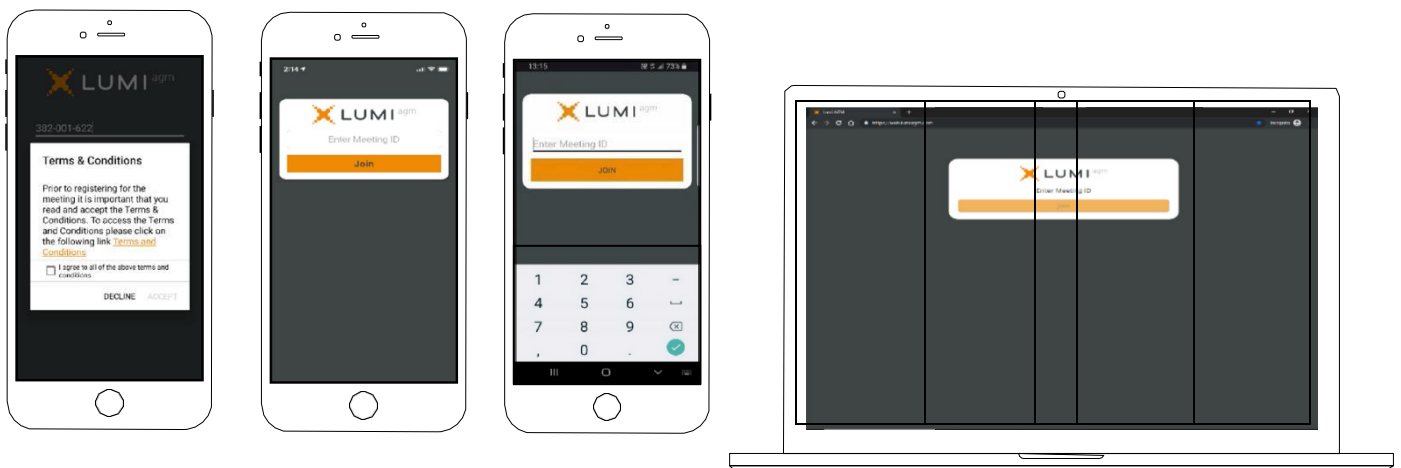 LUMI agm
382-001-622
Terms & Conditions
Prior to registering for the
meeting it is important that you
read and accept the Terms &
Conditions. To access the Terms
and Conditions please click on
the following link Terms and
Conditions
I agree to all of the above terms and
conditions
DECLINE ACCEPT
2:14
LUMI agm
Enter Meeting ID
Join
13:15
73%
LUMI agm
Enter Meeting ID
JOIN
1 2 3 -
4 5 6
7 8 9
, 0 .
LUMI agm
Enter Meeting ID